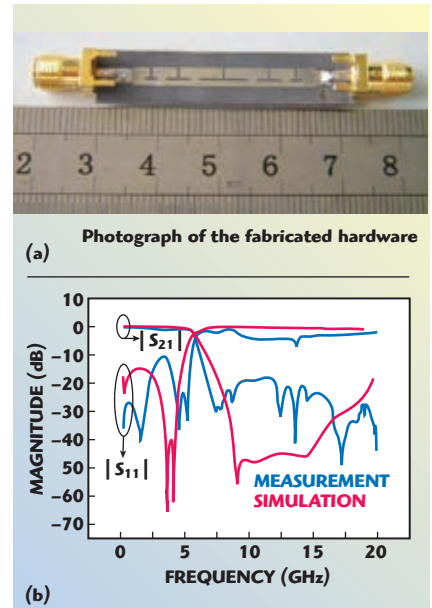 2 3 4 5 6 7 8
(a) Photograph of the fabricated hardware
10
0
-10
-20
-30
-40
-50
-60
-70
MAGNITUDE (dB)
|S21|
|S11|
MEASUREMENT
SIMULATION
0 5 10 15 20
FREQUENCY (GHz)
(b)